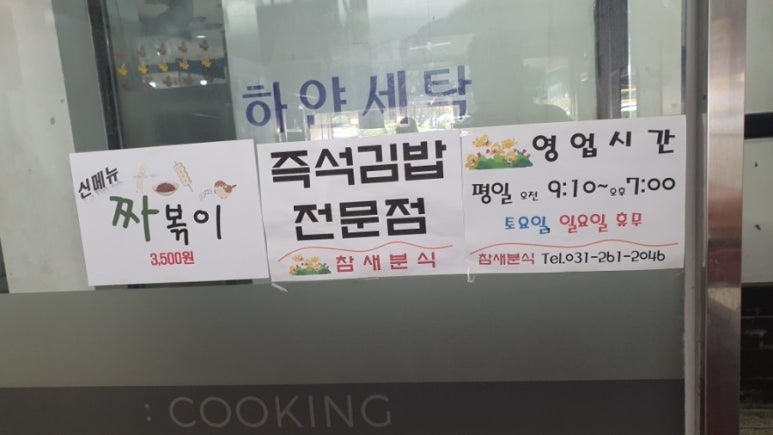 하얀세탁
신메뉴
짜볶이
3,500원
즉석김밥
전문점
참새분식
영업시간
평일 오전 9:10~오후7:00
토요일, 일요일 휴무
참새분식 Tel.031-261-2046
: COOKING